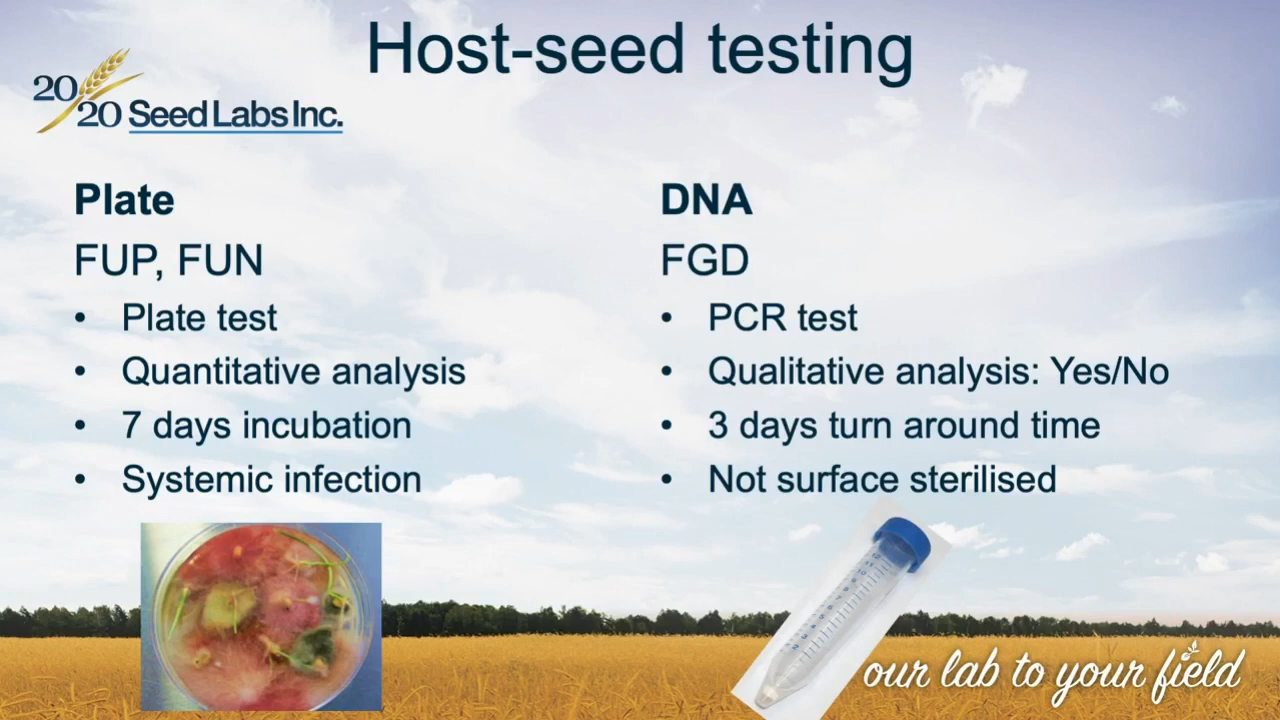 Host-seed testing
20
20 Seed Labs Inc.
Plate
FUP, FUN
• Plate test
• Quantitative analysis
• 7 days incubation
• Systemic infection
DNA
FGD
• PCR test
• Qualitative analysis: Yes/No
• 3 days turn around time
• Not surface sterilised
our lab to your field